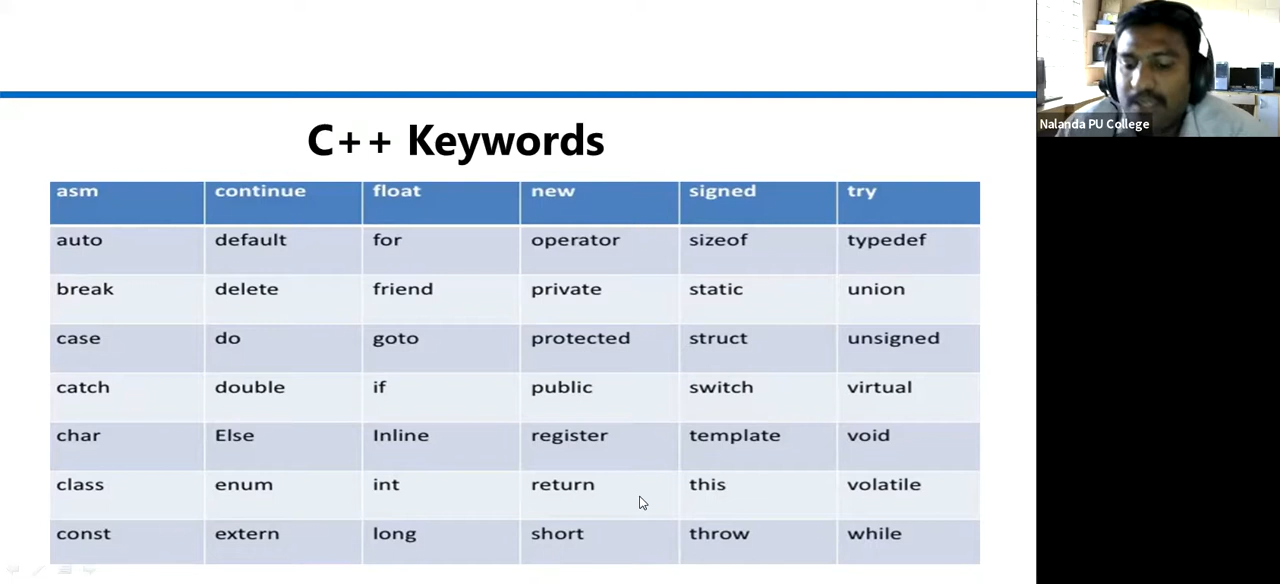 Nalanda PU College
C++ Keywords
asm continue float new signed try
auto default for operator sizeof typedef
break delete friend private static union
case do goto protected struct unsigned
catch double if public switch virtual
char Else Inline register template void
class enum int return this volatile
const extern long short throw while